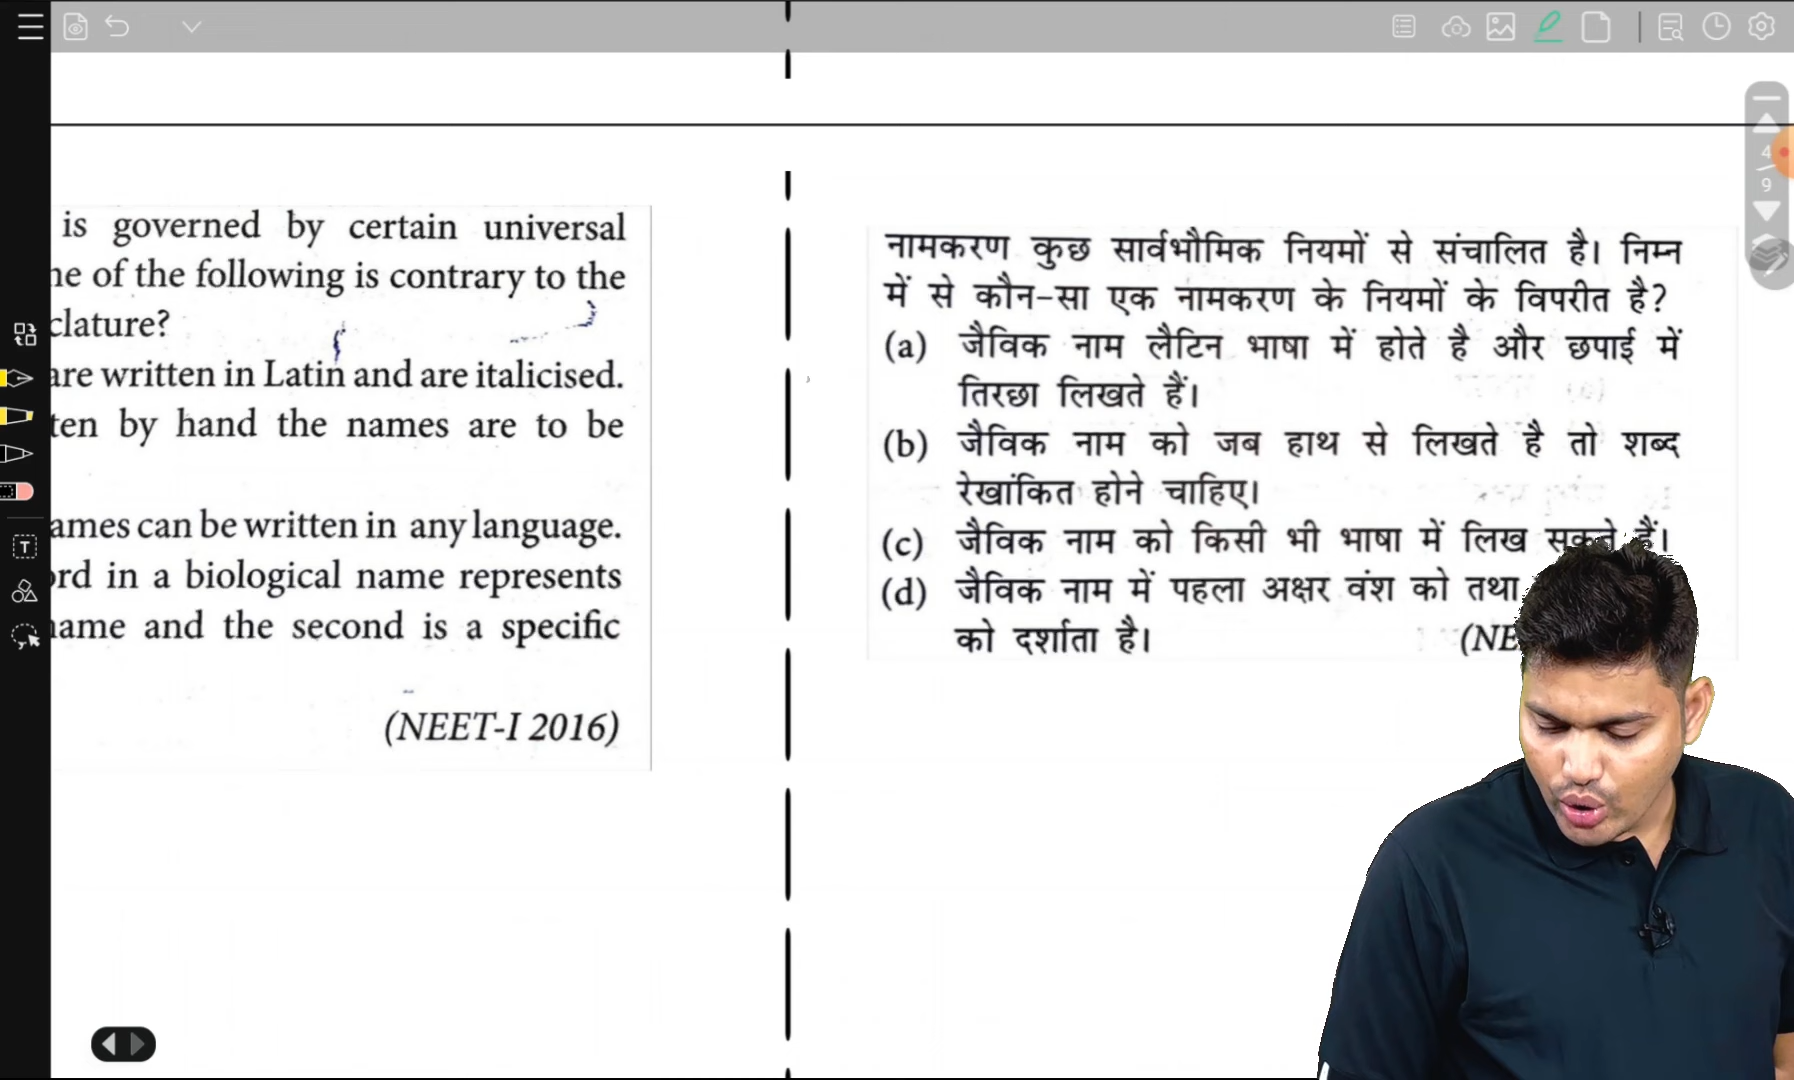 is governed by certain universal
of the following is contrary to the
clature?
are written in Latin and are italicised.
ten by hand the names are to be
ames can be written in any language.
rd in a biological name represents
ame and the second is a specific
(NEET-I 2016)
नामकरण कुछ सार्वभौमिक नियमों से संचालित है। निम्न
में से कौन-सा एक नामकरण के नियमों के विपरीत है?
(a) जैविक नाम लैटिन भाषा में होते है और छपाई में
तिरछा लिखते हैं।
(b) जैविक नाम को जब हाथ से लिखते है तो शब्द
रेखांकित होने चाहिए।
(c) जैविक नाम को किसी भी भाषा में लिख सकते हैं।
(d) जैविक नाम में पहला अक्षर वंश को तथा
को दर्शाता है।
(NE
4
9
T